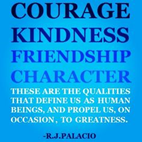 COURAGE
KINDNESS
FRIENDSHIP
CHARACTER
THESE ARE THE QUALITIES
THAT DEFINE US AS HUMAN
BEINGS, AND PROPEL US, ON
OCCASION, TO GREATNESS.
~R.J.PALACIO